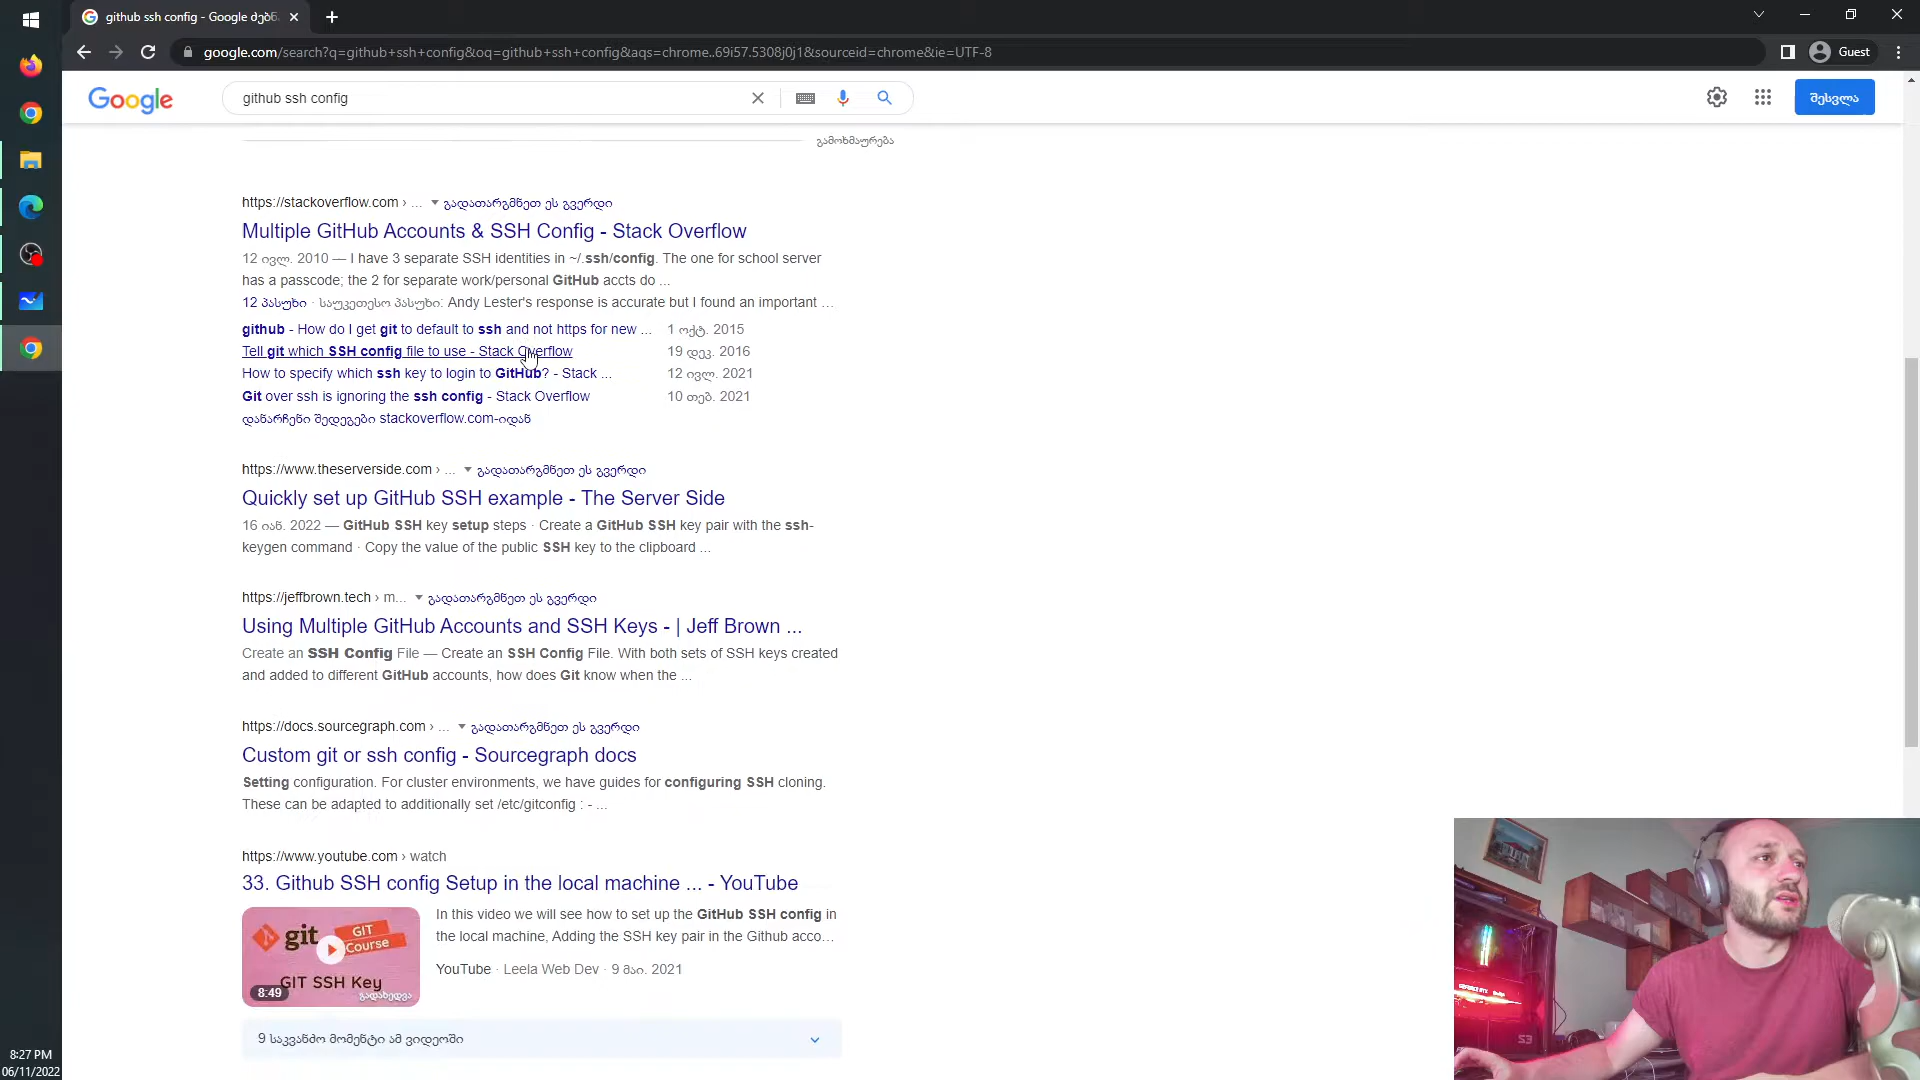 github ssh config - Google ძებნ
google.com/search?q=github+ssh+config&oq=github+ssh+config&aqs=chrome..69i57.5308j0j1&sourceid=chrome&ie=UTF-8
Guest
Google
github ssh config
შესვლა
გამოხმაურება
https://stackoverflow.com › ... გადათარგმნეთ ეს გვერდი
Multiple GitHub Accounts & SSH Config - Stack Overflow
12 ივლ. 2010 — I have 3 separate SSH identities in ~/.ssh/config. The one for school server
has a passcode; the 2 for separate work/personal GitHub accts do ...
12 პასუხი · საუკეთესო პასუხი: Andy Lester's response is accurate but I found an important ...
github - How do I get git to default to ssh and not https for new ... 1 ოქტ. 2015
Tell git which SSH config file to use - Stack Overflow 19 დეკ. 2016
How to specify which ssh key to login to GitHub? - Stack ... 12 ივლ. 2021
Git over ssh is ignoring the ssh config - Stack Overflow 10 თებ. 2021
დანარჩენი შედეგები stackoverflow.com-იდან
https://www.theserverside.com › ... გადათარგმნეთ ეს გვერდი
Quickly set up GitHub SSH example - The Server Side
16 იან. 2022 — GitHub SSH key setup steps · Create a GitHub SSH key pair with the ssh-
keygen command · Copy the value of the public SSH key to the clipboard ...
https://jeffbrown.tech › m... გადათარგმნეთ ეს გვერდი
Using Multiple GitHub Accounts and SSH Keys - | Jeff Brown ...
Create an SSH Config File — Create an SSH Config File. With both sets of SSH keys created
and added to different GitHub accounts, how does Git know when the ...
https://docs.sourcegraph.com › ... გადათარგმნეთ ეს გვერდი
Custom git or ssh config - Sourcegraph docs
Setting configuration. For cluster environments, we have guides for configuring SSH cloning.
These can be adapted to additionally set /etc/gitconfig : - ...
https://www.youtube.com › watch
33. Github SSH config Setup in the local machine ... - YouTube
In this video we will see how to set up the GitHub SSH config in
the local machine, Adding the SSH key pair in the Github acco...
YouTube · Leela Web Dev · 9 მაი. 2021
git
GIT
Course
GIT SSH Key
8:49
გადახედვა
9 საკვანძო მომენტი ამ ვიდეოში
8:27 PM
06/11/2022